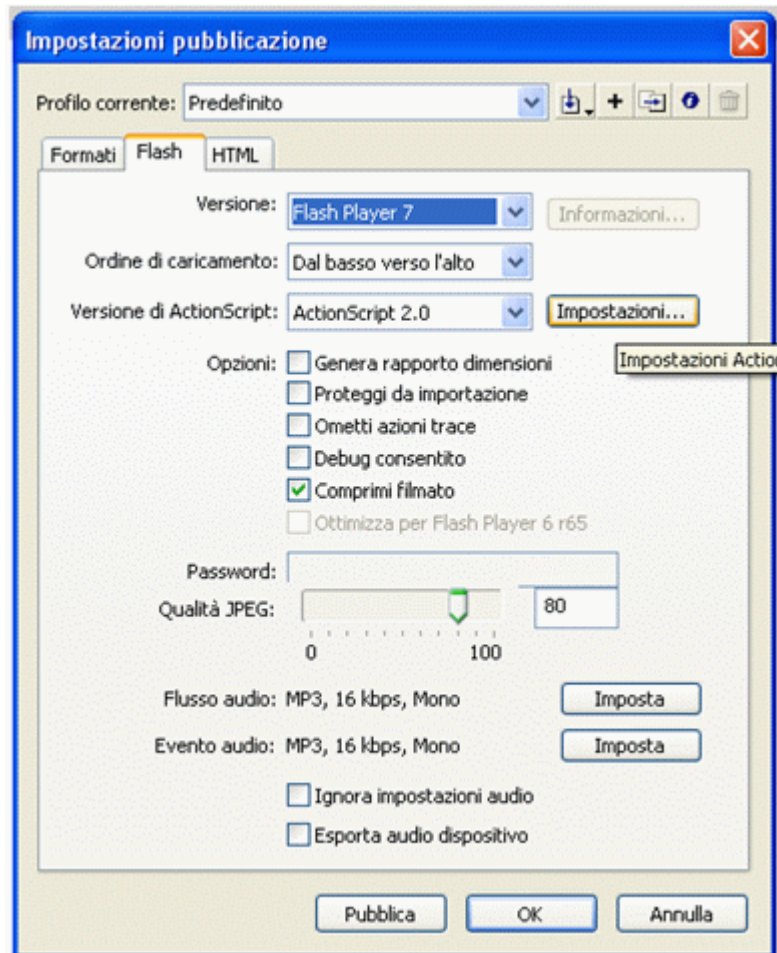 Impostazioni pubblicazione
Profilo corrente: Predefinito
Formati Flash HTML
Versione: Flash Player 7 Informazioni...
Ordine di caricamento: Dal basso verso l'alto
Versione di ActionScript: ActionScript 2.0 Impostazioni...
Impostazioni Actio
Opzioni: Genera rapporto dimensioni
Proteggi da importazione
Ometti azioni trace
Debug consentito
Comprimi filmato
Ottimizza per Flash Player 6 r65
Password:
Qualità JPEG: 80
0 100
Flusso audio: MP3, 16 kbps, Mono Imposta
Evento audio: MP3, 16 kbps, Mono Imposta
Ignora impostazioni audio
Esporta audio dispositivo
Pubblica OK Annulla